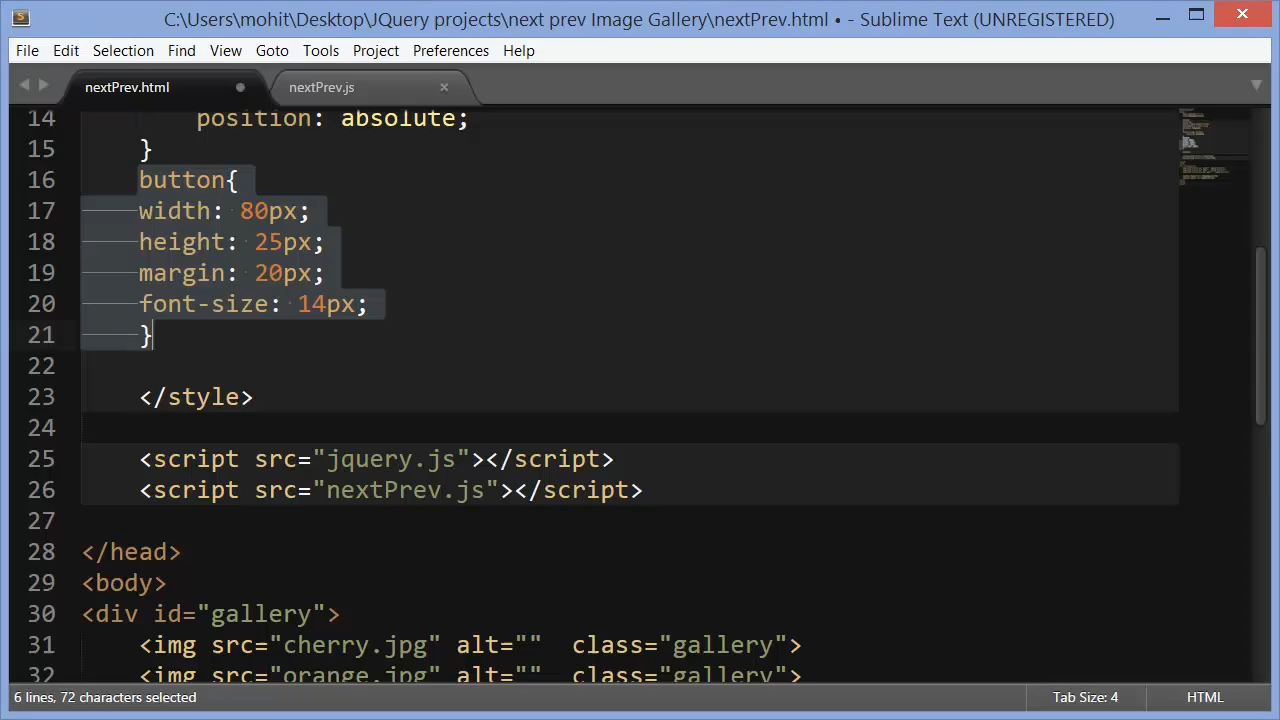 C:\Users\mohit\Desktop\JQuery projects\next prev Image Gallery\nextPrev.html • - Sublime Text (UNREGISTERED)
File Edit Selection Find View Goto Tools Project Preferences Help
nextPrev.html nextPrev.js
14 position: absolute;
15 }
16 button{
17 width: 80px;
18 height: 25px;
19 margin: 20px;
20 font-size: 14px;
21 }
22
23 </style>
24
25 <script src="jquery.js"></script>
26 <script src="nextPrev.js"></script>
27
28 </head>
29 <body>
30 <div id="gallery">
31 <img src="cherry.jpg" alt="" class="gallery">
32 <img src="orange.jpg" alt="" class="gallery">
6 lines, 72 characters selected Tab Size: 4 HTML